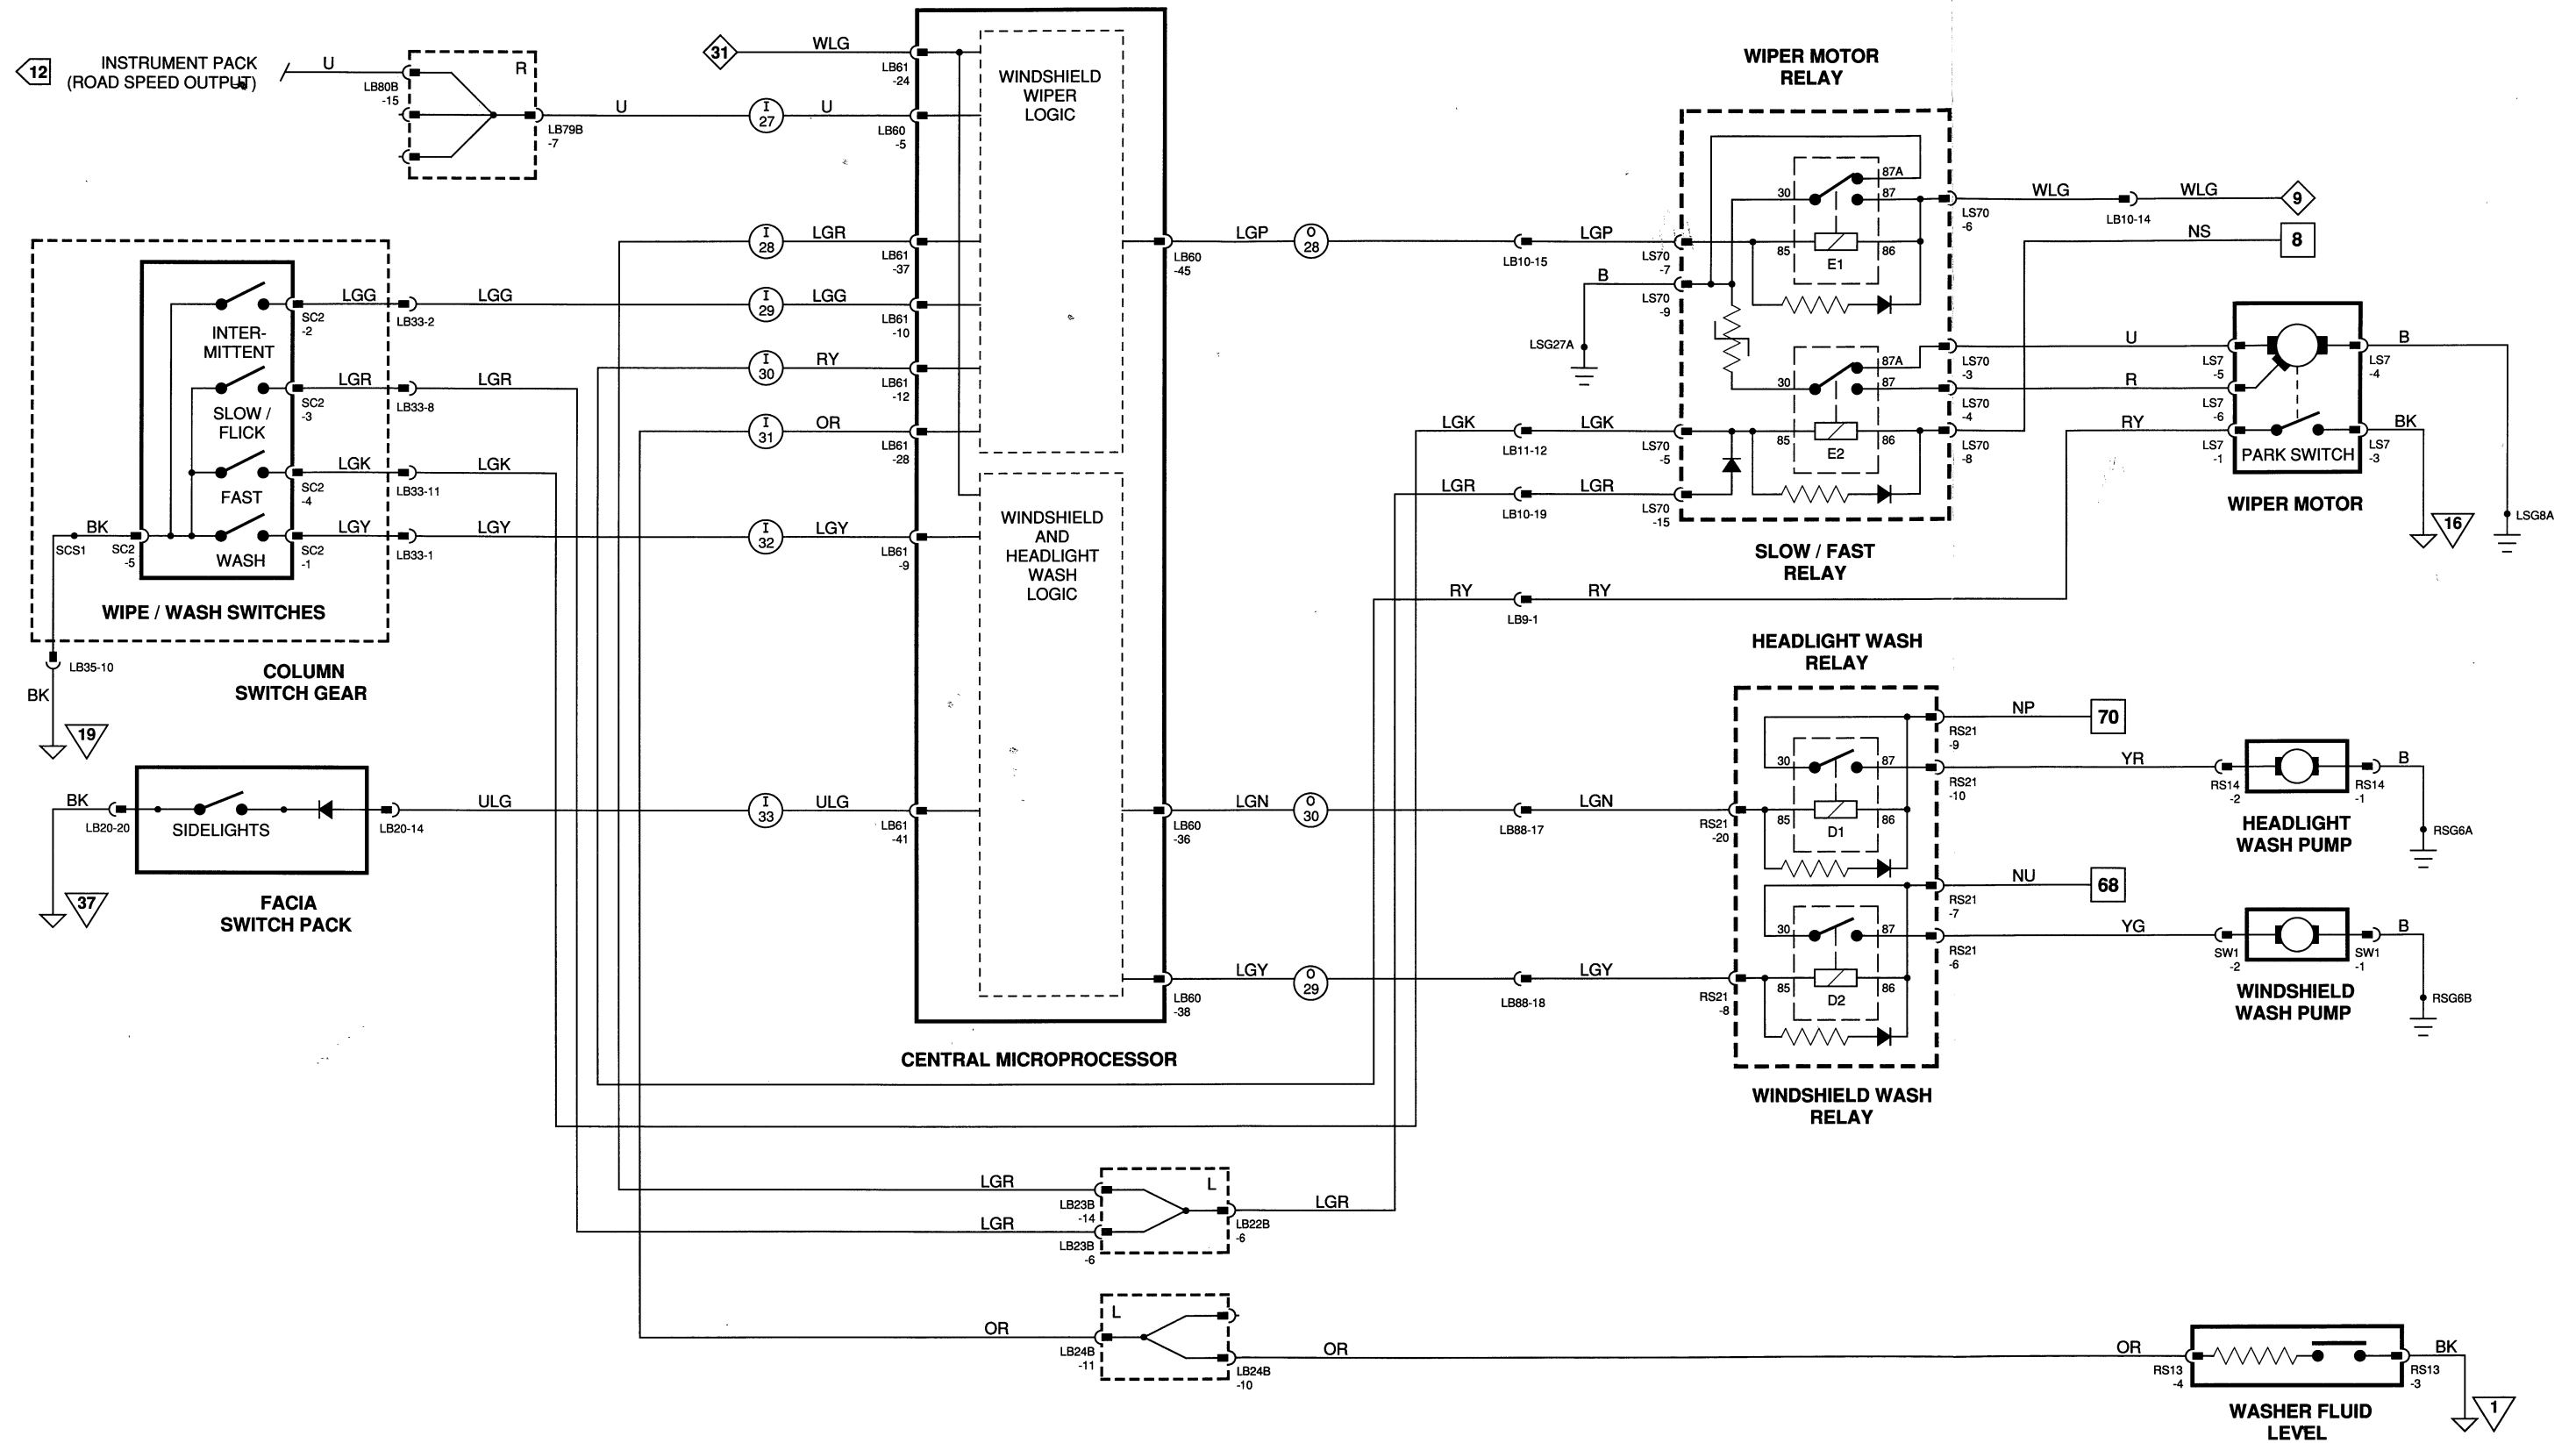 12
INSTRUMENT PACK
(ROAD SPEED OUTPUT)
U
LB80B
-15
R
LB79B
-7
U
I
27
U
LB60
-5
31
WLG
LB61
-24
WINDSHIELD
WIPER
LOGIC
I
28
LGR
LB61
-37
I
29
LGG
LB61
-10
I
30
RY
LB61
-12
I
31
OR
LB61
-28
I
32
LGY
LB61
-9
WINDSHIELD
AND
HEADLIGHT
WASH
LOGIC
I
33
ULG
LB61
-41
CENTRAL MICROPROCESSOR
INTER-
MITTENT
SLOW /
FLICK
FAST
WASH
SC2
-2
LGG
LB33-2
LGG
SC2
-3
LGR
LB33-8
LGR
SC2
-4
LGK
LB33-11
LGK
SC2
-1
LGY
LB33-1
LGY
BK
SCS1
SC2
-5
WIPE / WASH SWITCHES
LB35-10
BK
19
COLUMN
SWITCH GEAR
BK
LB20-20
SIDELIGHTS
LB20-14
ULG
37
FACIA
SWITCH PACK
LB60
-45
LGP
O
28
LB10-15
LGP
LS70
-7
WIPER MOTOR
RELAY
30
87A
87
85
86
E1
LS70
-6
WLG
LB10-14
WLG
9
NS
8
B
LS70
-9
LSG27A
30
87A
87
85
86
E2
LS70
-3
U
LS70
-4
R
LS70
-8
LGK
LB11-12
LGK
LS70
-5
LGR
LB10-19
LGR
LS70
-15
SLOW / FAST
RELAY
RY
LB9-1
RY
RY
LS7
-5
LS7
-6
LS7
-1
PARK SWITCH
LS7
-4
B
LS7
-3
BK
WIPER MOTOR
16
LSG8A
HEADLIGHT WASH
RELAY
30
87
85
86
D1
RS21
-9
NP
70
RS21
-10
YR
RS14
-2
RS14
-1
B
RSG6A
HEADLIGHT
WASH PUMP
LB60
-36
LGN
O
30
LB88-17
LGN
RS21
-20
30
87
85
86
D2
RS21
-7
NU
68
RS21
-6
YG
SW1
-2
SW1
-1
B
RSG6B
WINDSHIELD
WASH PUMP
LB60
-38
LGY
O
29
LB88-18
LGY
RS21
-8
WINDSHIELD WASH
RELAY
LGR
LB23B
-14
LGR
LB23B
-6
L
LB22B
-6
LGR
OR
LB24B
-11
L
LB24B
-10
OR
OR
RS13
-4
RS13
-3
BK
1
WASHER FLUID
LEVEL